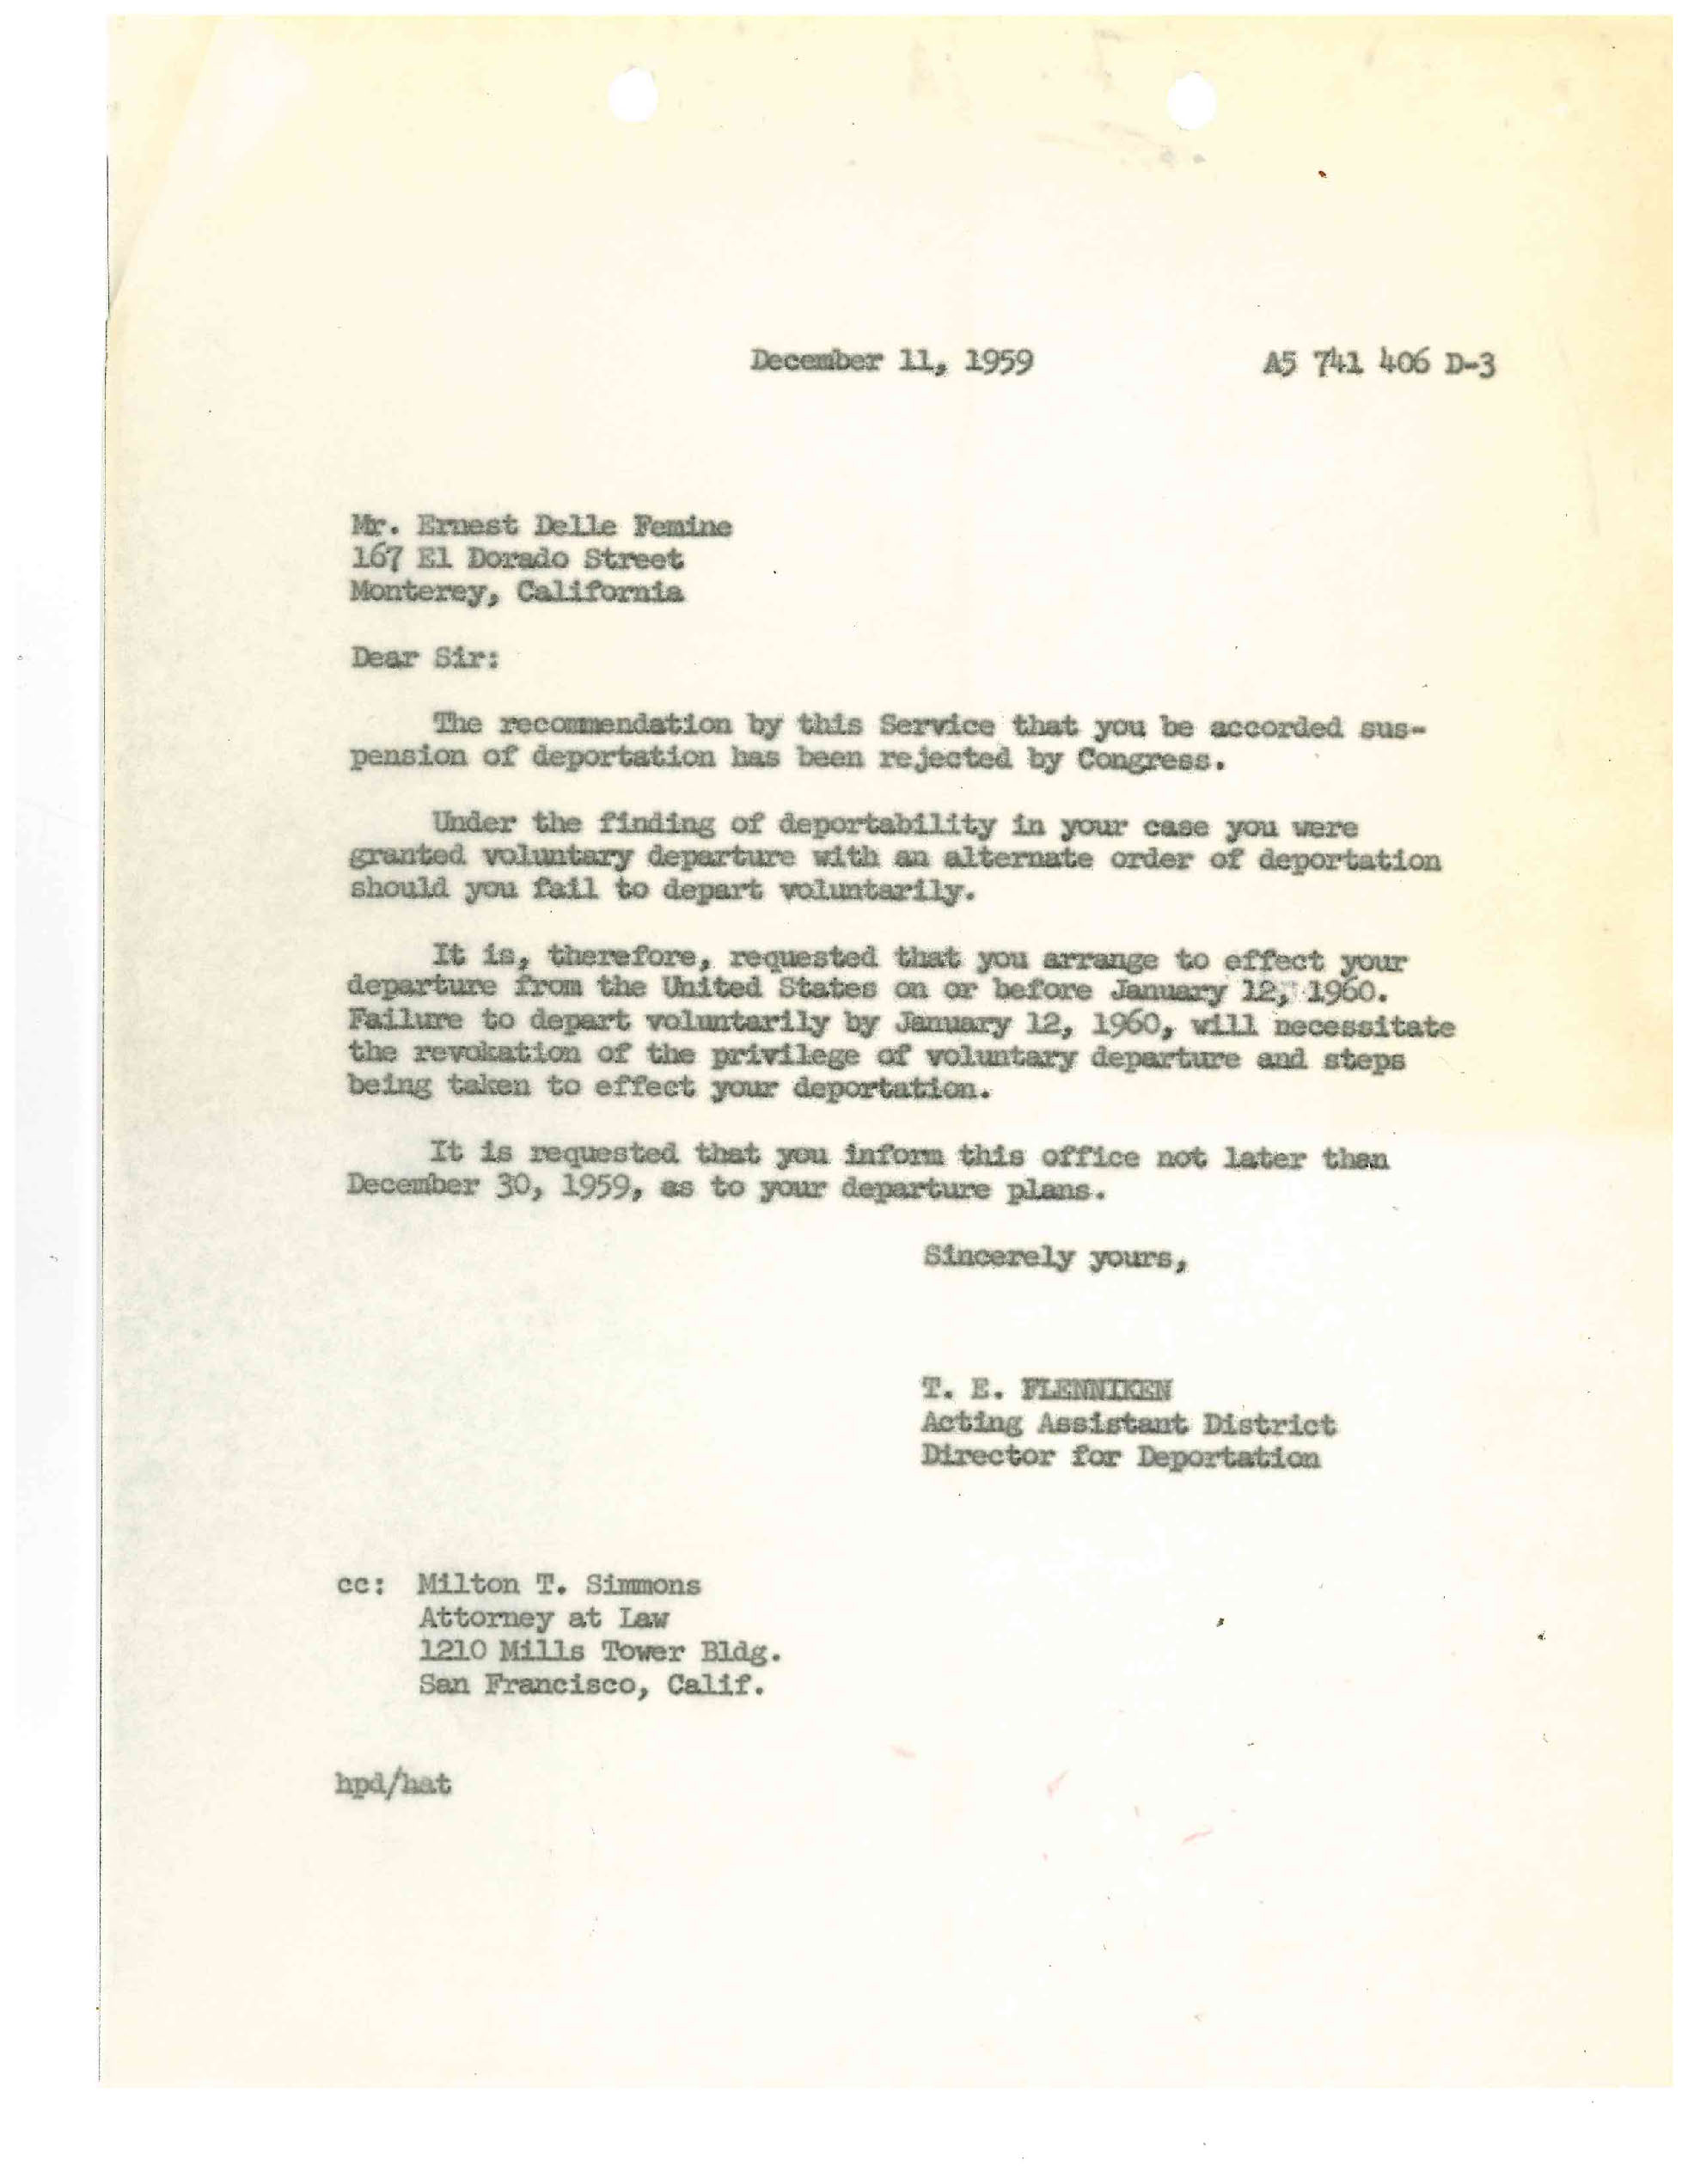 December 11, 1959 A5 741 406 D-3
Mr. Ernest Delle Femine
167 El Dorado Street
Monterey, California
Dear Sir:
The recommendation by this Service that you be accorded sus-
pension of deportation has been rejected by Congress.
Under the finding of deportability in your case you were
granted voluntary departure with an alternate order of deportation
should you fail to depart voluntarily.
It is, therefore, requested that you arrange to effect your
departure from the United States on or before January 12, 1960.
Failure to depart voluntarily by January 12, 1960, will necessitate
the revokation of the privilege of voluntary departure and steps
being taken to effect your deportation.
It is requested that you inform this office not later than
December 30, 1959, as to your departure plans.
Sincerely yours,
T. E. FLENNIKEN
Acting Assistant District
Director for Deportation
cc: Milton T. Simmons
Attorney at Law
1210 Mills Tower Bldg.
San Francisco, Calif.
hpd/hat